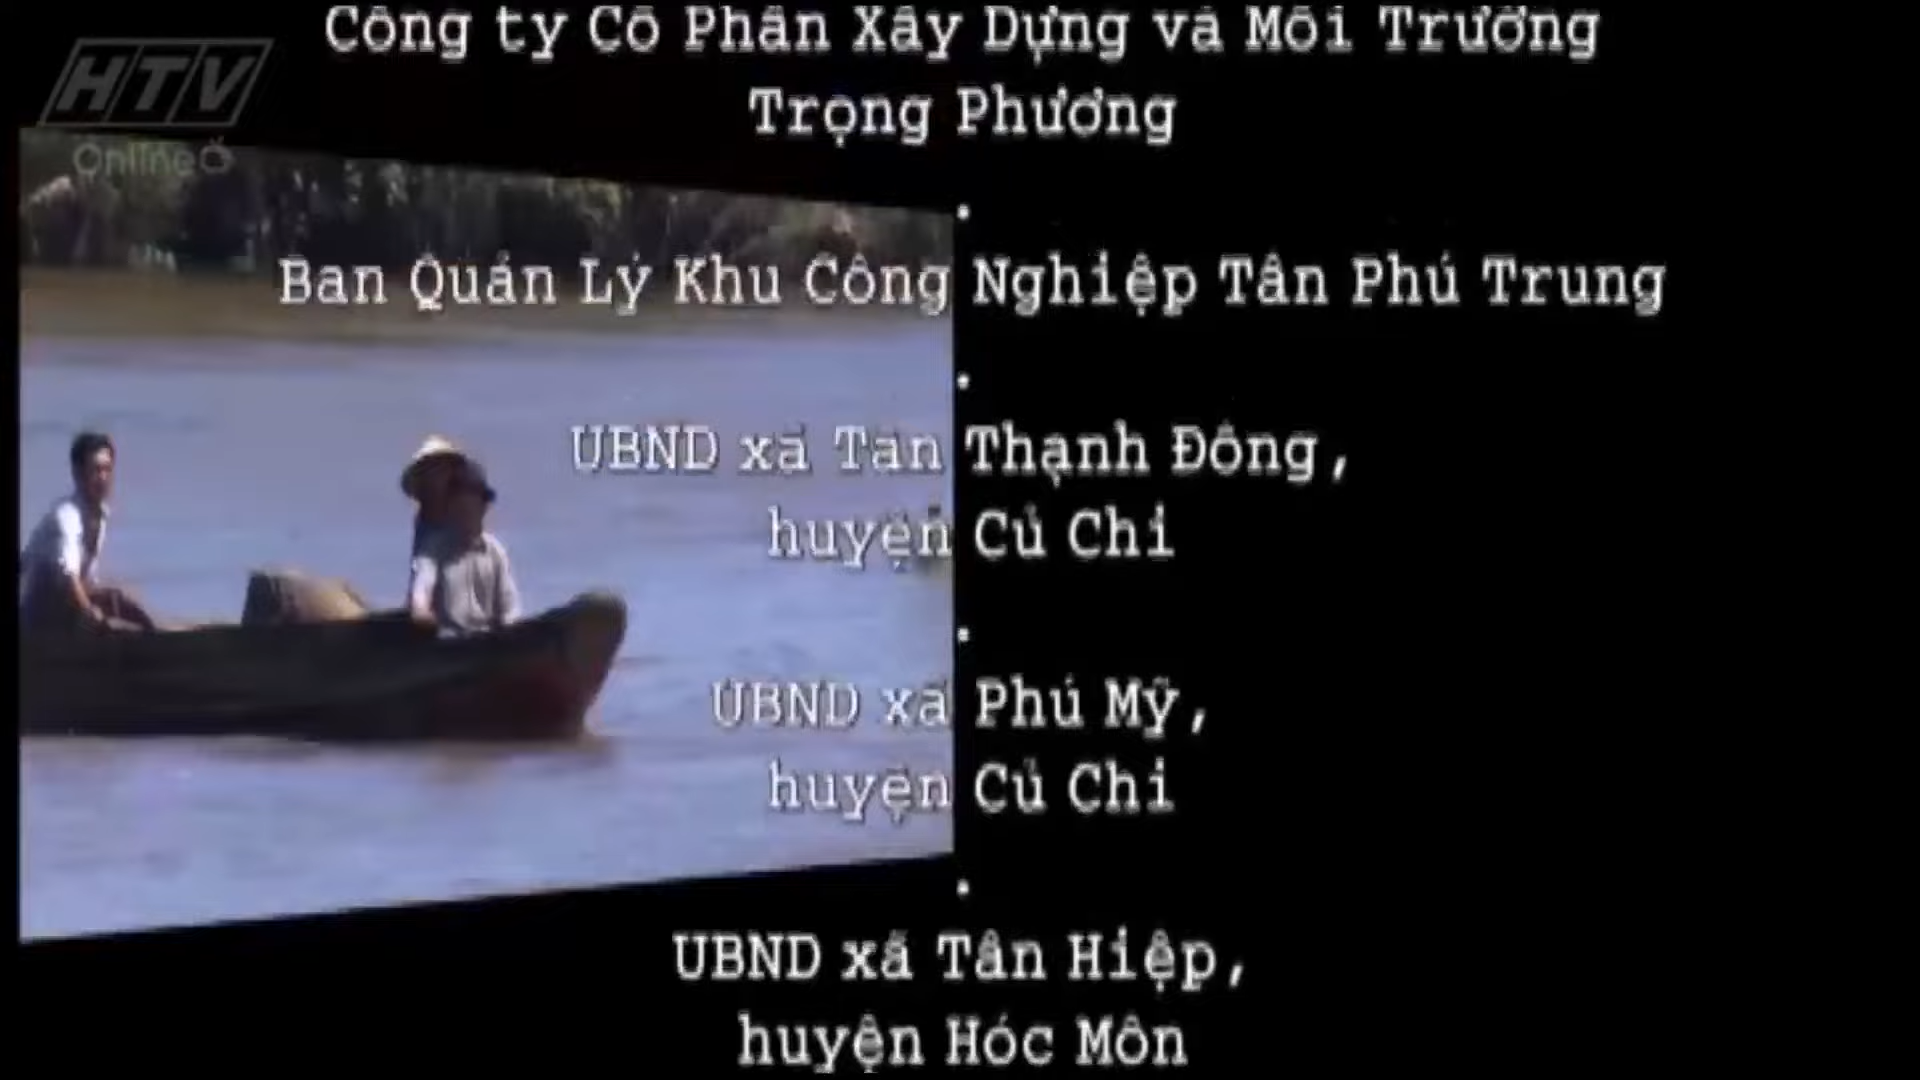 HTV
Online
Công ty Cổ Phần Xây Dựng và Môi Trường
Trọng Phương
.
Ban Quản Lý Khu Công Nghiệp Tân Phú Trung
.
UBND xã Tân Thạnh Đông,
huyện Củ Chi
.
UBND xã Phú Mỹ,
huyện Củ Chi
.
UBND xã Tân Hiệp,
huyện Hóc Môn